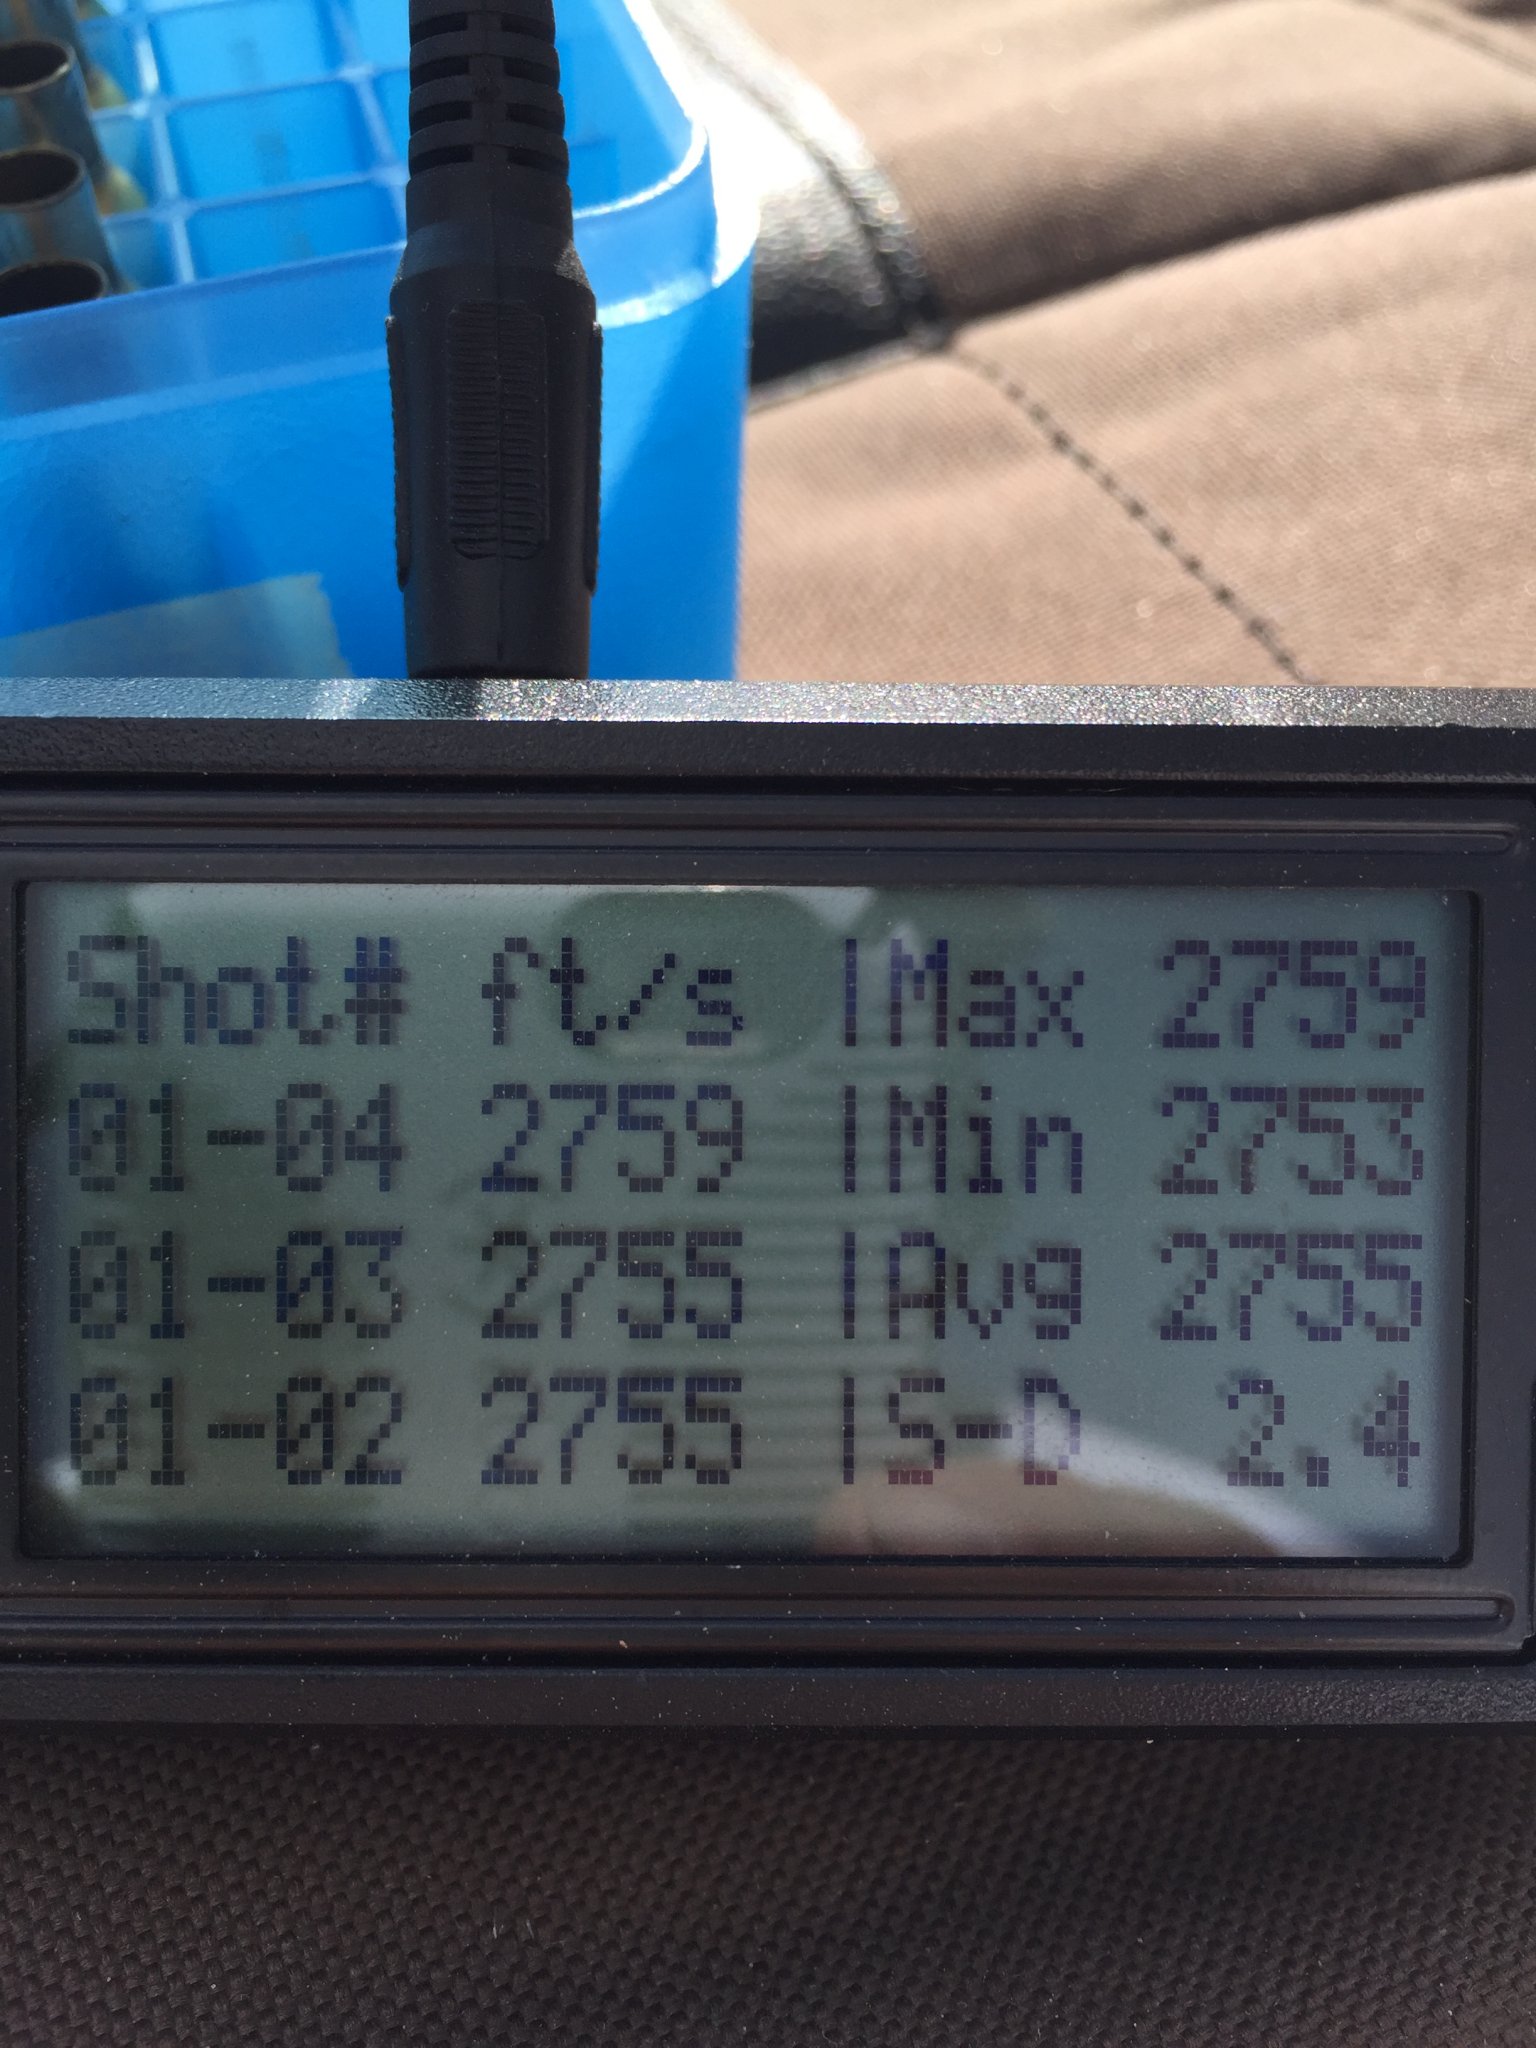 Shot# ft/s |Max 2759
01-04 2759 |Min 2753
01-03 2755 |Avg 2755
01-02 2755 |S-D 2.4